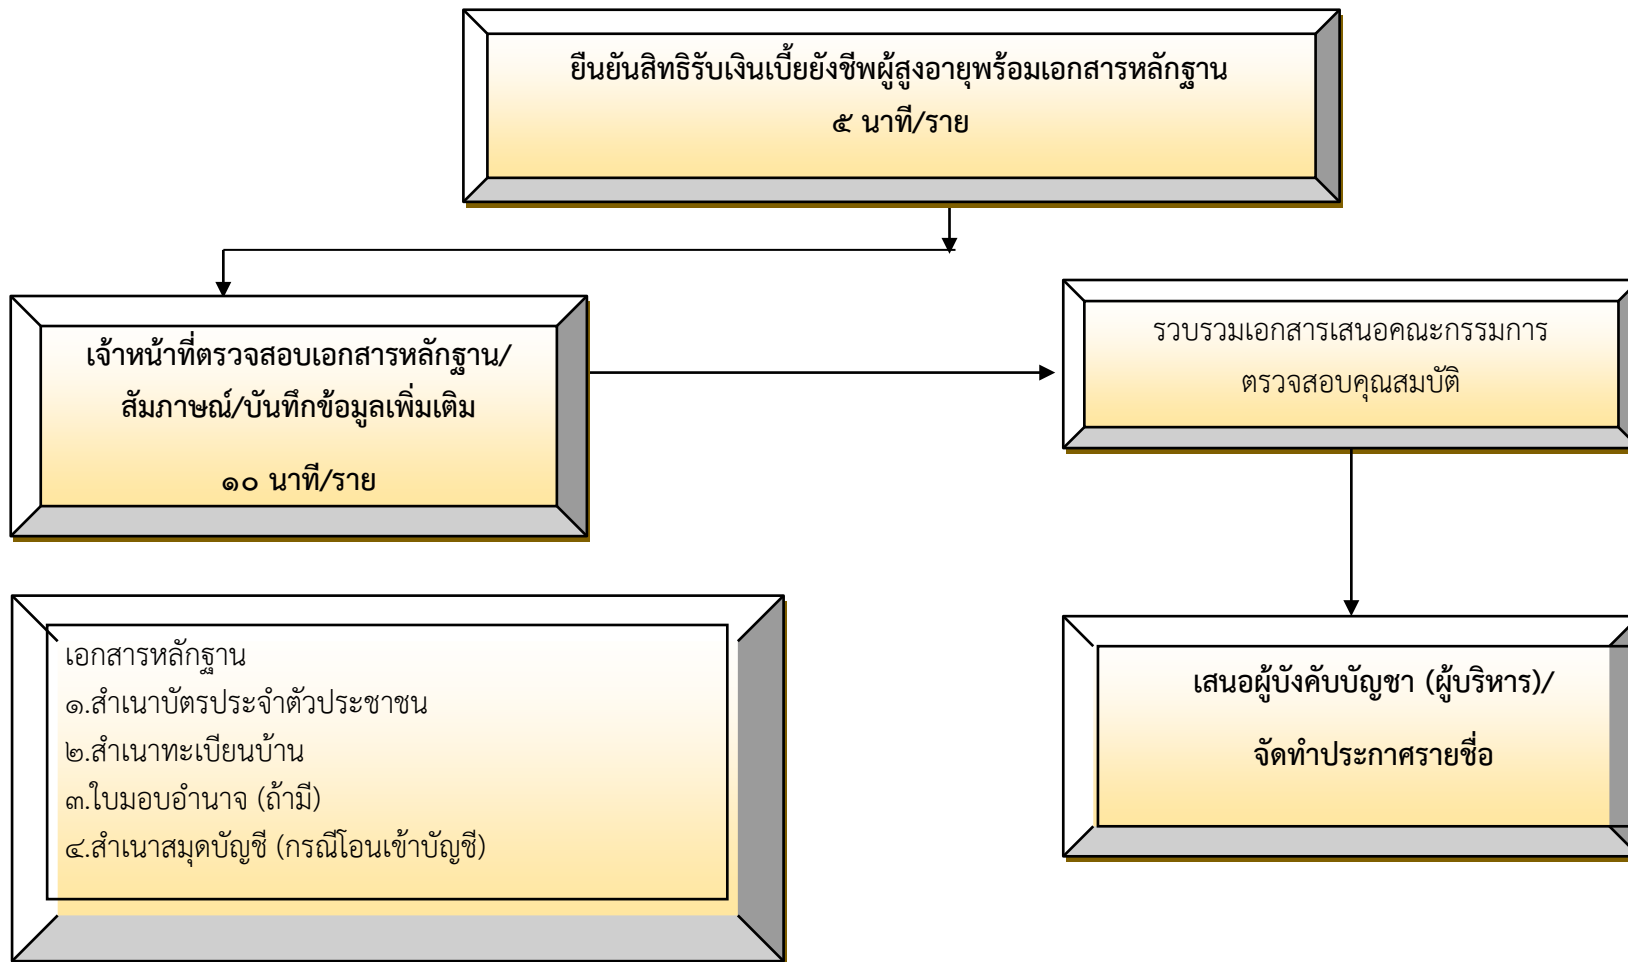 ยืนยันสิทธิรับเงินเบี้ยยังชีพผู้สูงอายุพร้อมเอกสารหลักฐาน
๕ นาที/ราย
เจ้าหน้าที่ตรวจสอบเอกสารหลักฐาน/
สัมภาษณ์/บันทึกข้อมูลเพิ่มเติม
๑๐ นาที/ราย
รวบรวมเอกสารเสนอคณะกรรมการ
ตรวจสอบคุณสมบัติ
เอกสารหลักฐาน
๑.สำเนาบัตรประจำตัวประชาชน
๒.สำเนาทะเบียนบ้าน
๓.ใบมอบอำนาจ (ถ้ามี)
๔.สำเนาสมุดบัญชี (กรณีโอนเข้าบัญชี)
เสนอผู้บังคับบัญชา (ผู้บริหาร)/
จัดทำประกาศรายชื่อ